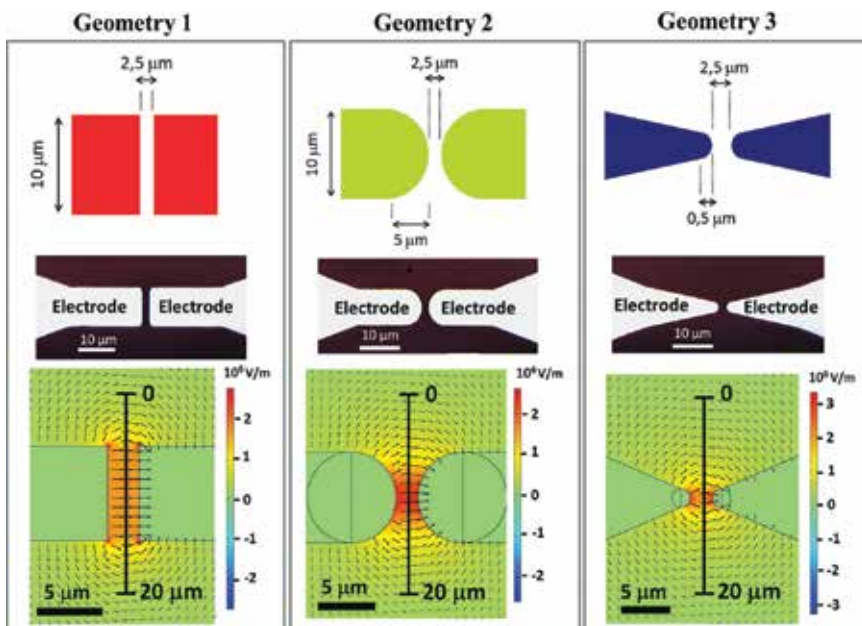 Geometry 1
2,5 μm
10 μm
Electrode
Electrode
10 μm
10⁶ V/m
0
2
1
0
-1
-2
5 μm
20 μm
Geometry 2
2,5 μm
10 μm
5 μm
Electrode
Electrode
10 μm
10⁶ V/m
0
2
1
0
-1
-2
5 μm
20 μm
Geometry 3
2,5 μm
0,5 μm
Electrode
Electrode
10 μm
10⁶ V/m
0
3
2
1
0
-1
-2
-3
5 μm
20 μm